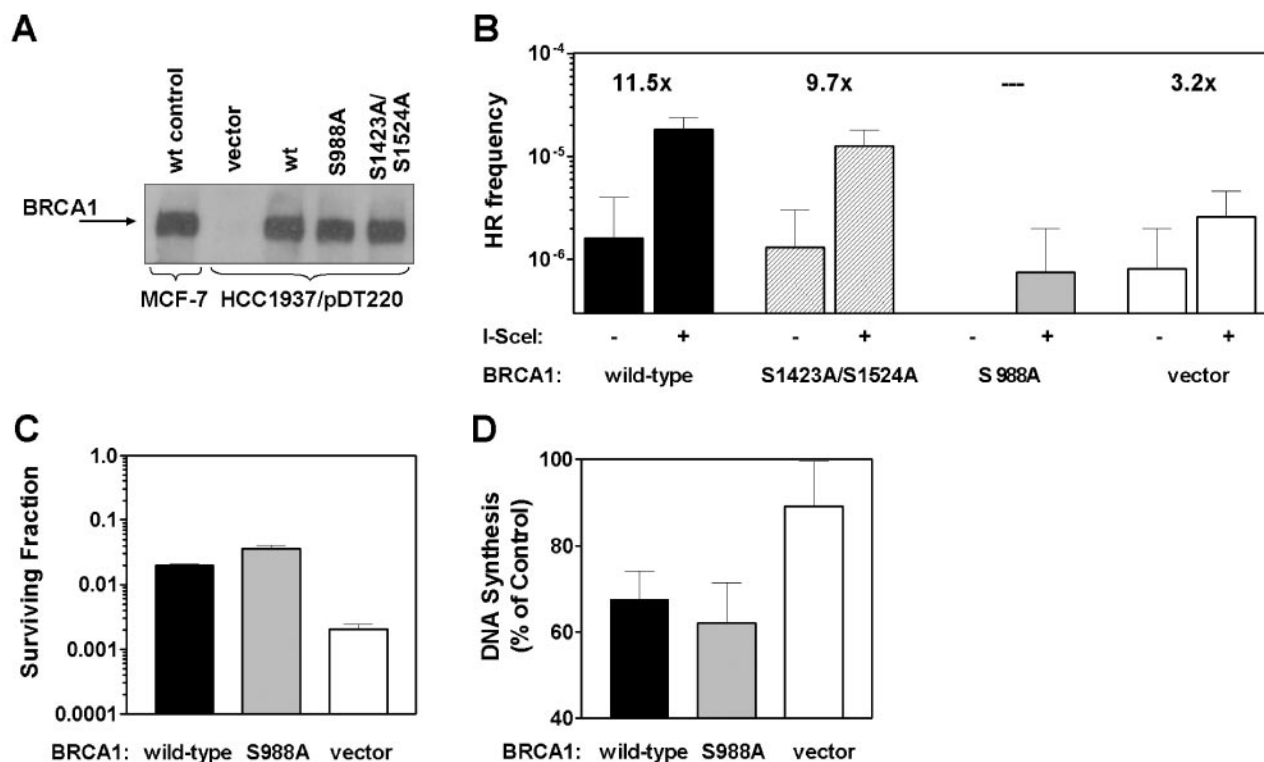 A
wt control
vector
wt
S988A
S1423A/
S1524A
BRCA1
MCF-7
HCC1937/pDT220
B
HR frequency
10-4
10-5
10-6
11.5x
9.7x
---
3.2x
I-SceI: - + - + - + - +
BRCA1: wild-type S1423A/S1524A S988A vector
C
Surviving Fraction
1.0
0.1
0.01
0.001
0.0001
BRCA1: wild-type S988A vector
D
DNA Synthesis
(% of Control)
100
80
60
40
BRCA1: wild-type S988A vector